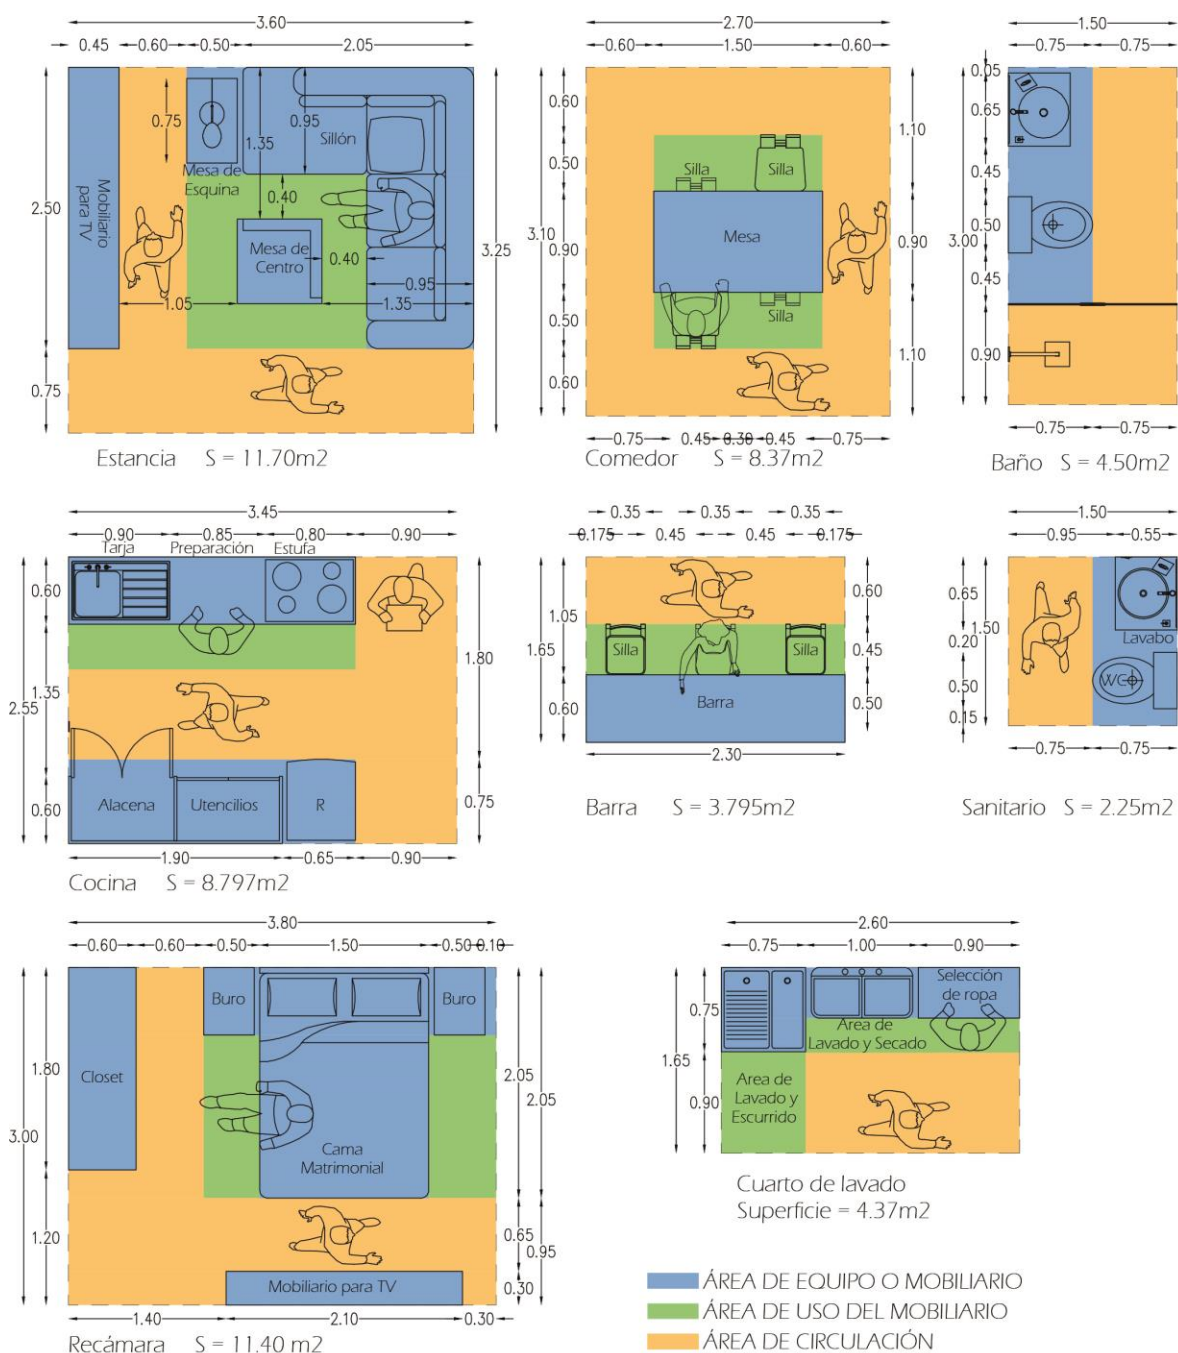 3.60
0.45 0.60 0.50 2.05
2.50
0.75
0.75
1.35
0.95
Sillón
Mesa de
Esquina
Mobiliario
para TV
0.40
Mesa de
Centro
0.40
0.95
1.05
1.35
3.25
Estancia S = 11.70m2
2.70
0.60 1.50 0.60
0.60
0.50
3.10
0.90
0.50
0.60
Silla
Silla
Mesa
Silla
1.10
0.90
1.10
0.75 0.45 0.30 0.45 0.75
Comedor S = 8.37m2
1.50
0.75 0.75
0.05
0.65
0.45
0.50
3.00
0.90
0.75 0.75
Baño S = 4.50m2
3.45
0.90 0.85 0.80 0.90
Tarja Preparación Estufa
0.60
1.35
2.55
0.60
1.80
0.75
Alacena Utencilios R
1.90 0.65 0.90
Cocina S = 8.797m2
0.35 0.35 0.35
0.175 0.45 0.45 0.175
1.05
1.65
0.60
0.60
0.45
0.50
Silla Silla
Barra
2.30
Barra S = 3.795m2
1.50
0.95 0.55
0.65
1.50
0.20
0.50
0.15
Lavabo
WC
0.75 0.75
Sanitario S = 2.25m2
3.80
0.60 0.60 0.50 1.50 0.50 0.10
1.80
3.00
1.20
Buro Buro
Closet
Cama
Matrimonial
2.05
2.05
0.65
0.95
0.30
Mobiliario para TV
1.40 2.10 0.30
Recámara S = 11.40 m2
2.60
0.75 1.00 0.90
0.75
1.65
0.90
Selección
de ropa
Area de
Lavado y Secado
Area de
Lavado y
Escurrido
Cuarto de lavado
Superficie = 4.37m2
ÁREA DE EQUIPO O MOBILIARIO
ÁREA DE USO DEL MOBILIARIO
ÁREA DE CIRCULACIÓN